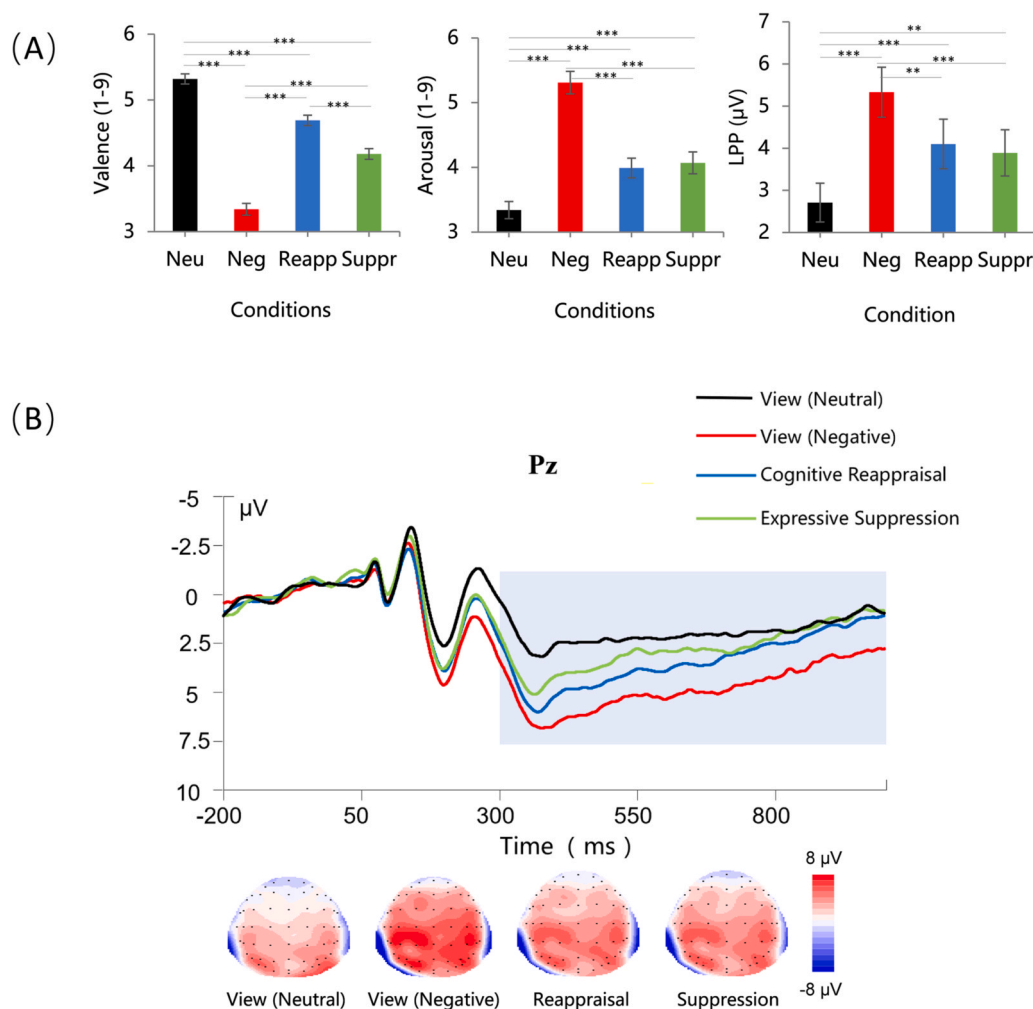 (A)
Valence (1-9)
6
5
4
3
***
***
***
***
***
***
Neu Neg Reapp Suppr
Conditions
Arousal (1-9)
6
5
4
3
***
***
***
***
***
Neu Neg Reapp Suppr
Conditions
LPP (μV)
7
6
5
4
3
2
**
***
***
***
**
Neu Neg Reapp Suppr
Condition
(B)
View (Neutral)
View (Negative)
Cognitive Reappraisal
Expressive Suppression
Pz
μV
-5
-2.5
0
2.5
5
7.5
10
-200 50 300 550 800
Time ( ms )
8 μV
-8 μV
View (Neutral) View (Negative) Reappraisal Suppression